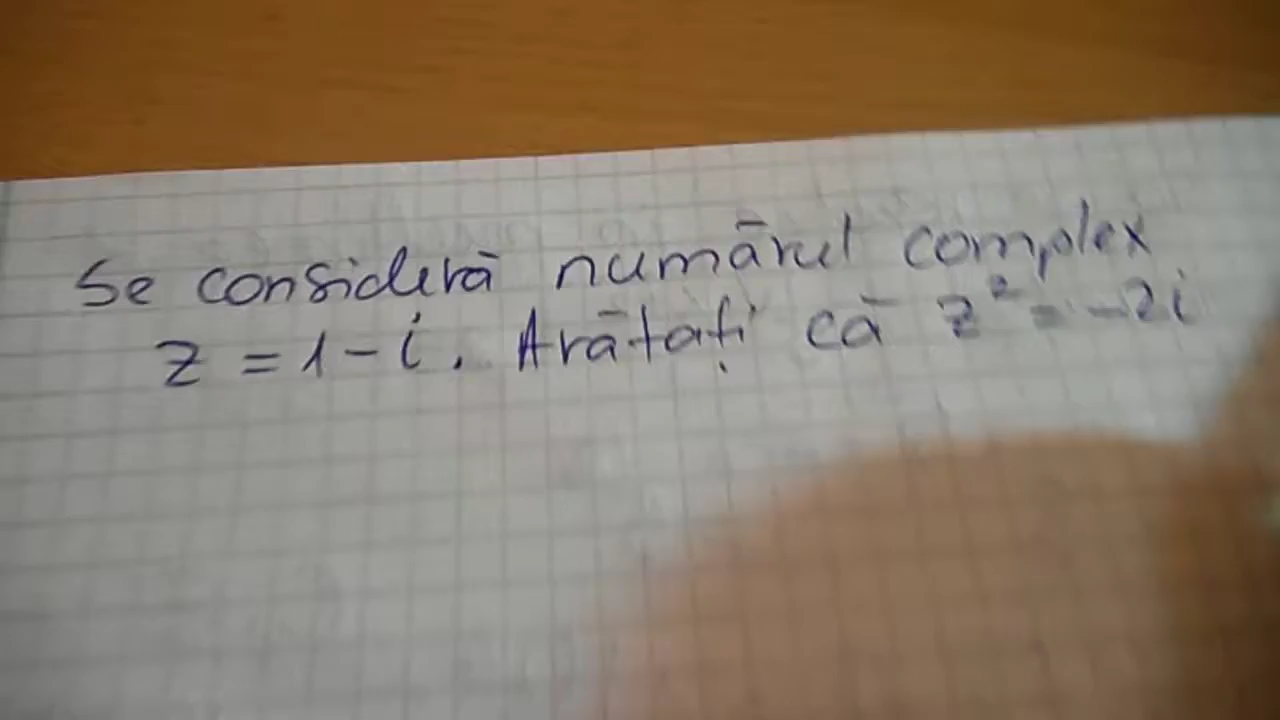 Se consideră numărul complex
z = 1 - i. Arătați că z² = -2i